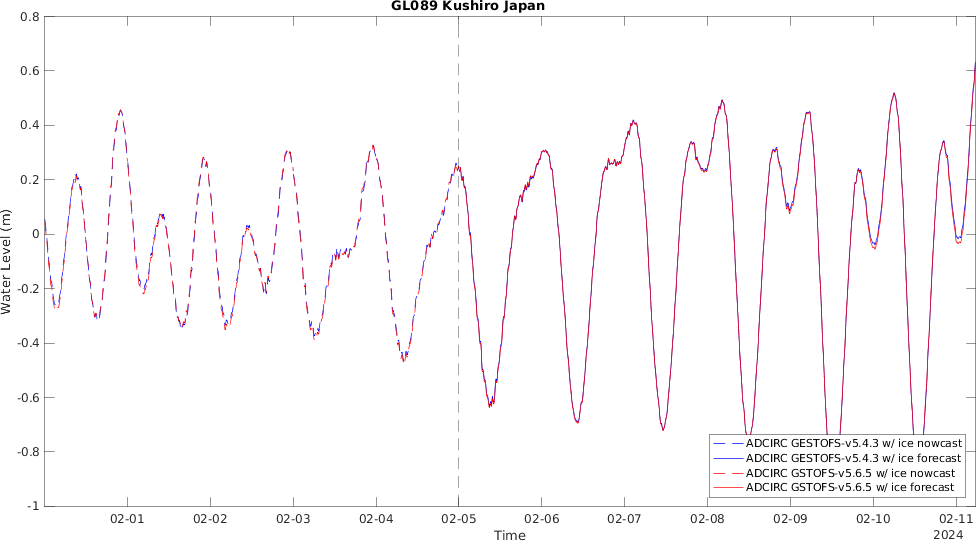 GL089 Kushiro Japan
0.8
0.6
0.4
0.2
0
-0.2
-0.4
-0.6
-0.8
-1
Water Level (m)
ADCIRC GESTOFS-v5.4.3 w/ ice nowcast
ADCIRC GESTOFS-v5.4.3 w/ ice forecast
ADCIRC GSTOFS-v5.6.5 w/ ice nowcast
ADCIRC GSTOFS-v5.6.5 w/ ice forecast
02-01 02-02 02-03 02-04 02-05 02-06 02-07 02-08 02-09 02-10 02-11
Time
2024